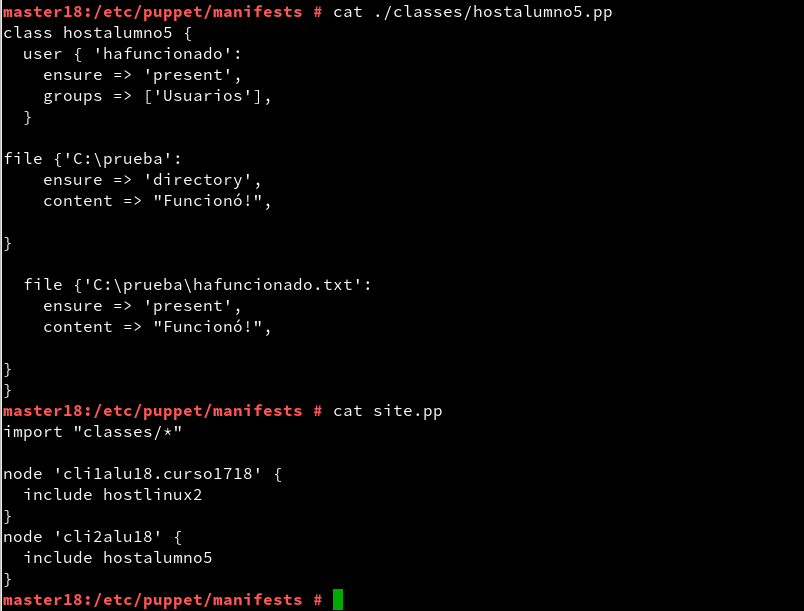 master18:/etc/puppet/manifests # cat ./classes/hostalumno5.pp
class hostalumno5 {
  user { 'hafuncionado':
    ensure => 'present',
    groups => ['Usuarios'],
  }
file {'C:\prueba':
    ensure => 'directory',
    content => "Funcionó!",
}
  file {'C:\prueba\hafuncionado.txt':
    ensure => 'present',
    content => "Funcionó!",
}
}
master18:/etc/puppet/manifests # cat site.pp
import "classes/*"
node 'cli1alu18.curso1718' {
  include hostlinux2
}
node 'cli2alu18' {
  include hostalumno5
}
master18:/etc/puppet/manifests #